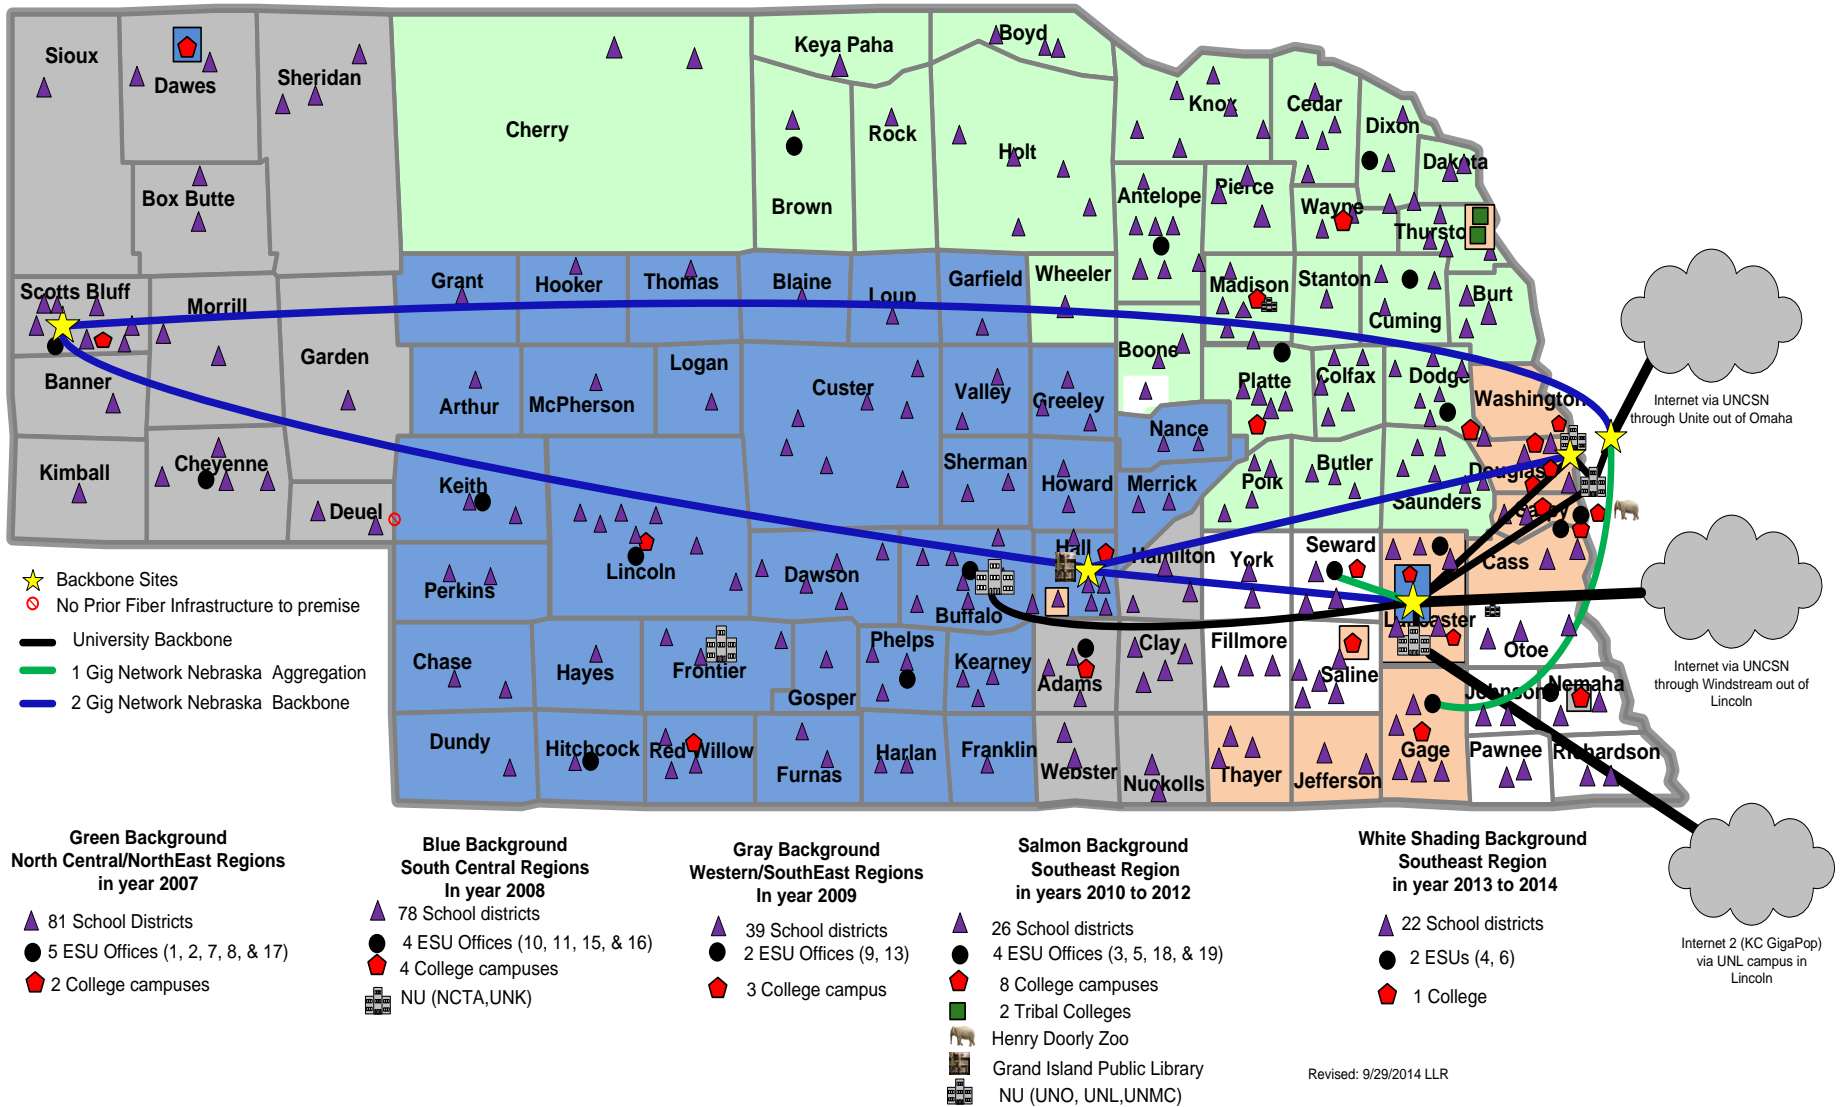 Sioux
Dawes
Sheridan
Cherry
Keya Paha
Boyd
Brown
Rock
Holt
Knox
Cedar
Dixon
Dakota
Box Butte
Antelope
Pierce
Wayne
Thursto
Scotts Bluff
Morrill
Garden
Grant
Hooker
Thomas
Blaine
Loup
Garfield
Wheeler
Madison
Stanton
Cuming
Burt
Banner
Arthur
McPherson
Logan
Custer
Valley
Greeley
Boone
Platte
Colfax
Dodge
Washington
Nance
Kimball
Cheyenne
Deuel
Keith
Sherman
Howard
Merrick
Polk
Butler
Saunders
Douglas
Sarpy
Perkins
Lincoln
Dawson
Buffalo
Hall
Hamilton
York
Seward
Lancaster
Cass
Otoe
Chase
Hayes
Frontier
Gosper
Phelps
Kearney
Adams
Clay
Fillmore
Saline
Johnson
Nemaha
Dundy
Hitchcock
Red Willow
Furnas
Harlan
Franklin
Webster
Nuckolls
Thayer
Jefferson
Gage
Pawnee
Richardson
Internet via UNCSN
through Unite out of Omaha
Internet via UNCSN
through Windstream out of
Lincoln
Internet 2 (KC GigaPop)
via UNL campus in
Lincoln
Backbone Sites
No Prior Fiber Infrastructure to premise
University Backbone
1 Gig Network Nebraska Aggregation
2 Gig Network Nebraska Backbone
Green Background
North Central/NorthEast Regions
in year 2007
81 School Districts
5 ESU Offices (1, 2, 7, 8, & 17)
2 College campuses
Blue Background
South Central Regions
In year 2008
78 School districts
4 ESU Offices (10, 11, 15, & 16)
4 College campuses
NU (NCTA,UNK)
Gray Background
Western/SouthEast Regions
In year 2009
39 School districts
2 ESU Offices (9, 13)
3 College campus
Salmon Background
Southeast Region
in years 2010 to 2012
26 School districts
4 ESU Offices (3, 5, 18, & 19)
8 College campuses
2 Tribal Colleges
Henry Doorly Zoo
Grand Island Public Library
NU (UNO, UNL,UNMC)
White Shading Background
Southeast Region
in year 2013 to 2014
22 School districts
2 ESUs (4, 6)
1 College
Revised: 9/29/2014 LLR